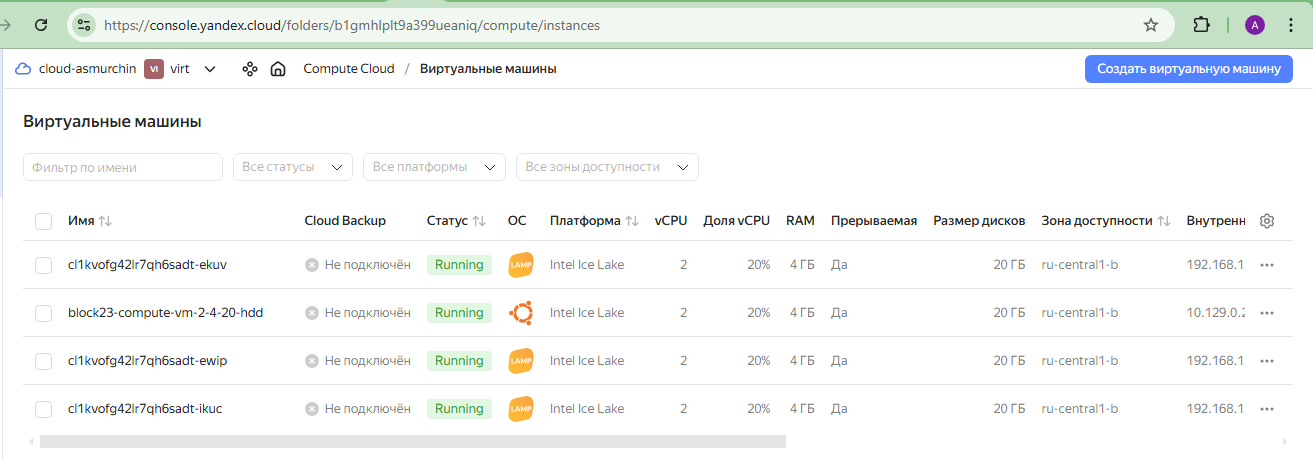 https://console.yandex.cloud/folders/b1gmhlplt9a399ueaniq/compute/instances
A
cloud-asmurchin VI virt Compute Cloud / Виртуальные машины Создать виртуальную машину
Виртуальные машины
Фильтр по имени Все статусы Все платформы Все зоны доступности
Имя Cloud Backup Статус ОС Платформа vCPU Доля vCPU RAM Прерываемая Размер дисков Зона доступности Внутренн
cl1kvofg42lr7qh6sadt-ekuv Не подключён Running LAMP Intel Ice Lake 2 20% 4 ГБ Да 20 ГБ ru-central1-b 192.168.1
block23-compute-vm-2-4-20-hdd Не подключён Running Intel Ice Lake 2 20% 4 ГБ Да 20 ГБ ru-central1-b 10.129.0.2
cl1kvofg42lr7qh6sadt-ewip Не подключён Running LAMP Intel Ice Lake 2 20% 4 ГБ Да 20 ГБ ru-central1-b 192.168.1
cl1kvofg42lr7qh6sadt-ikuc Не подключён Running LAMP Intel Ice Lake 2 20% 4 ГБ Да 20 ГБ ru-central1-b 192.168.1